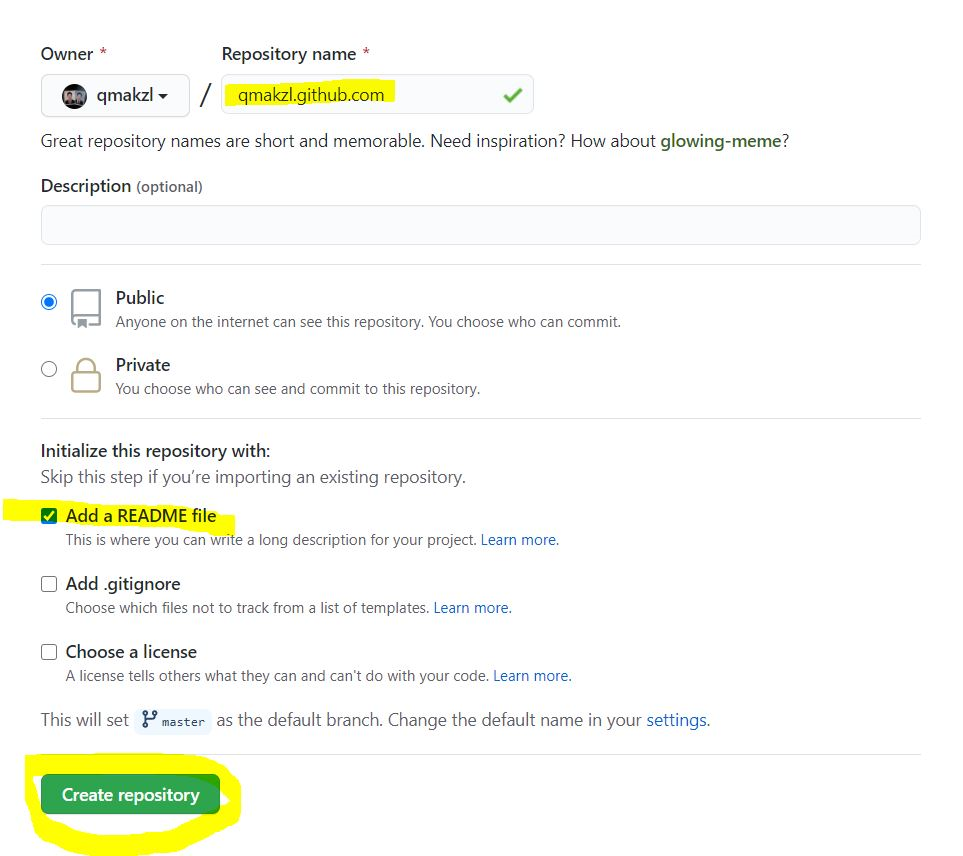 Owner * Repository name *
qmakzl / qmakzl.github.com
Great repository names are short and memorable. Need inspiration? How about glowing-meme?
Description (optional)
Public
Anyone on the internet can see this repository. You choose who can commit.
Private
You choose who can see and commit to this repository.
Initialize this repository with:
Skip this step if you’re importing an existing repository.
Add a README file
This is where you can write a long description for your project. Learn more.
Add .gitignore
Choose which files not to track from a list of templates. Learn more.
Choose a license
A license tells others what they can and can't do with your code. Learn more.
This will set master as the default branch. Change the default name in your settings.
Create repository